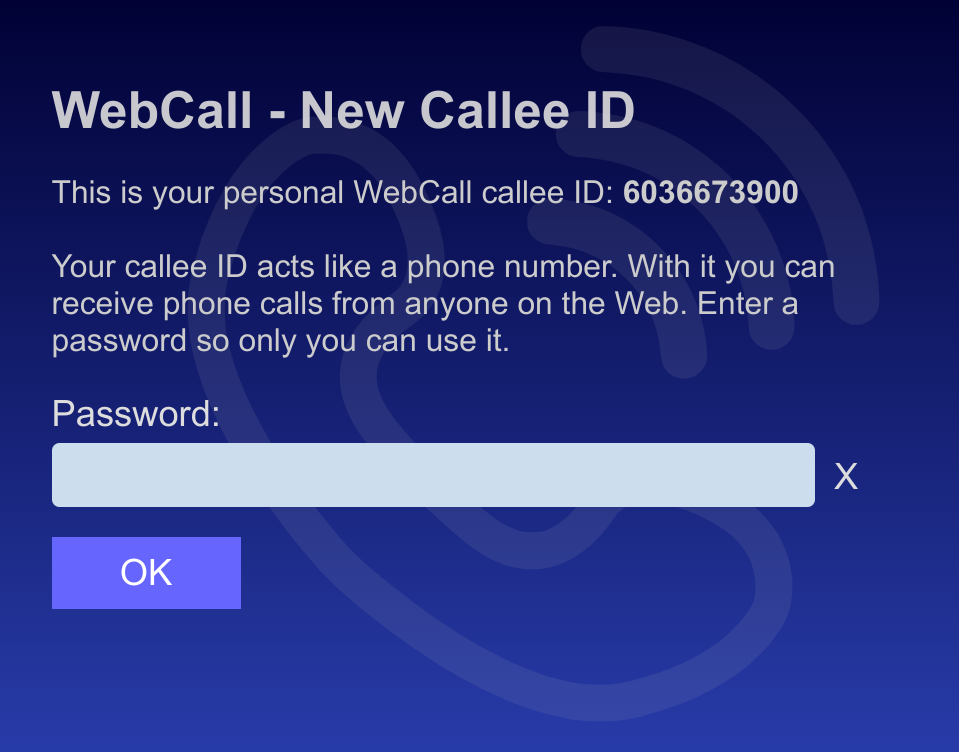 WebCall - New Callee ID
This is your personal WebCall callee ID: 6036673900
Your callee ID acts like a phone number. With it you can
receive phone calls from anyone on the Web. Enter a
password so only you can use it.
Password:
X
OK